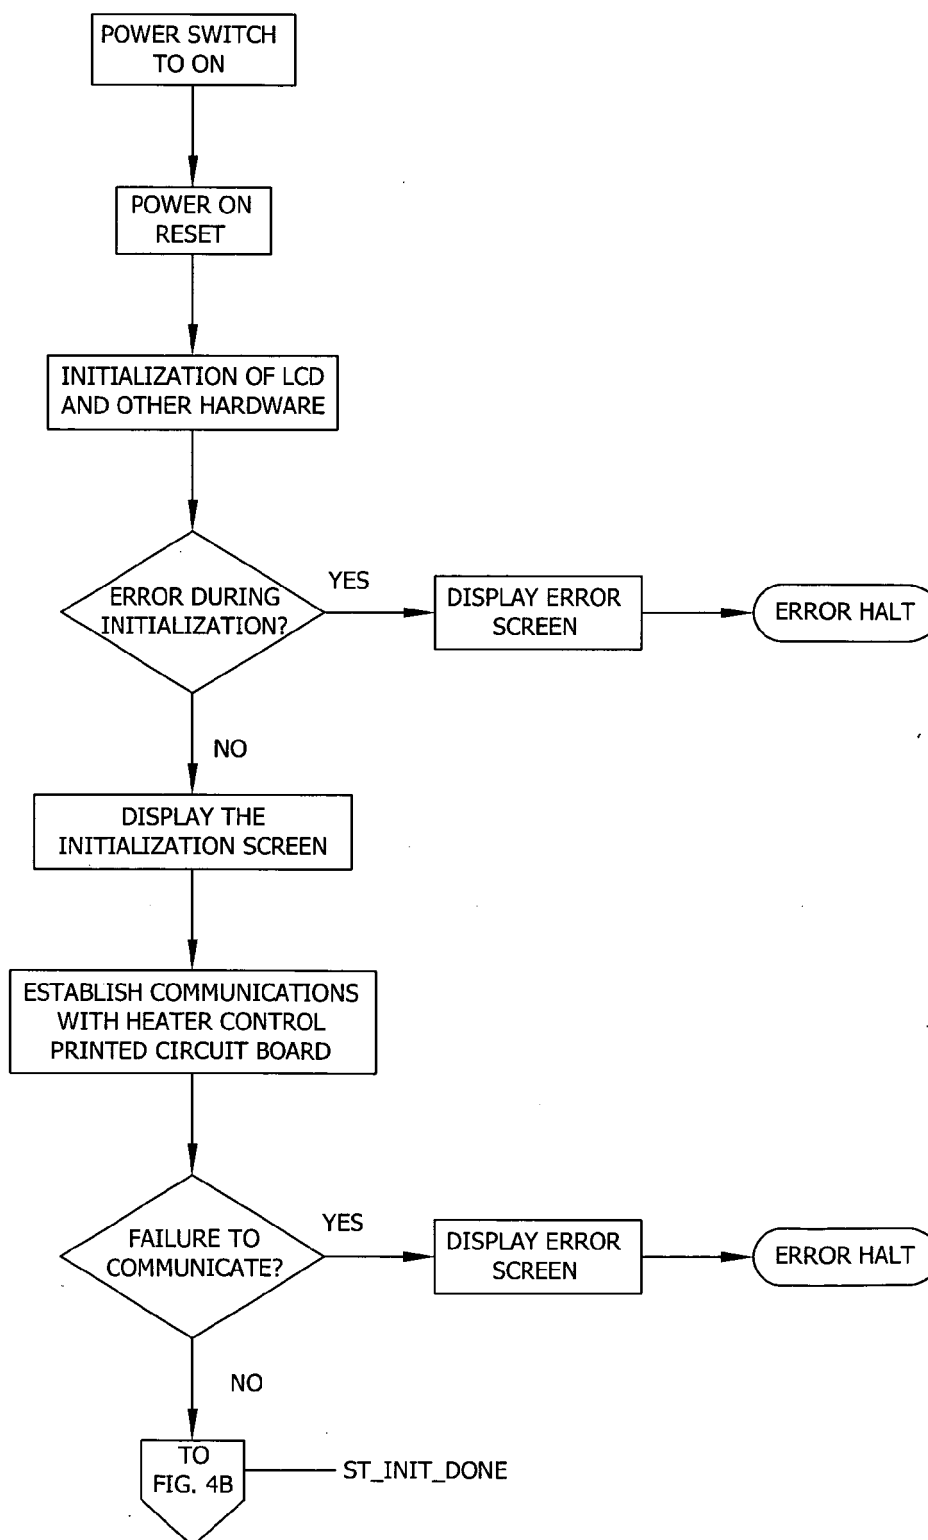 POWER SWITCH
TO ON
POWER ON
RESET
INITIALIZATION OF LCD
AND OTHER HARDWARE
ERROR DURING
INITIALIZATION?
YES
DISPLAY ERROR
SCREEN
ERROR HALT
NO
DISPLAY THE
INITIALIZATION SCREEN
ESTABLISH COMMUNICATIONS
WITH HEATER CONTROL
PRINTED CIRCUIT BOARD
FAILURE TO
COMMUNICATE?
YES
DISPLAY ERROR
SCREEN
ERROR HALT
NO
TO
FIG. 4B
ST_INIT_DONE